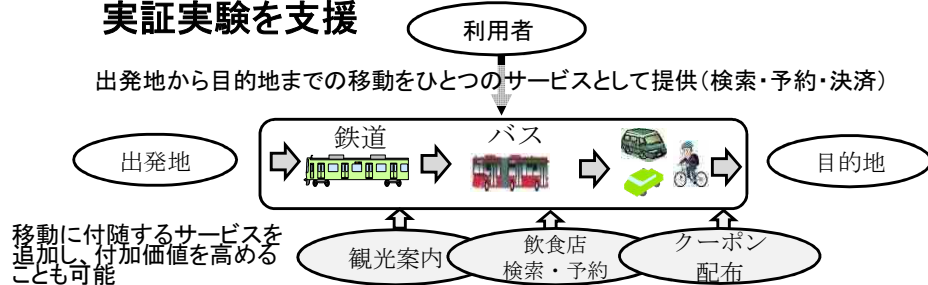 実証実験を支援
利用者
出発地から目的地までの移動をひとつのサービスとして提供（検索・予約・決済）
鉄道
バス
出発地
目的地
移動に付随するサービスを
追加し、付加価値を高める
ことも可能
観光案内
飲食店
検索・予約
クーポン
配布